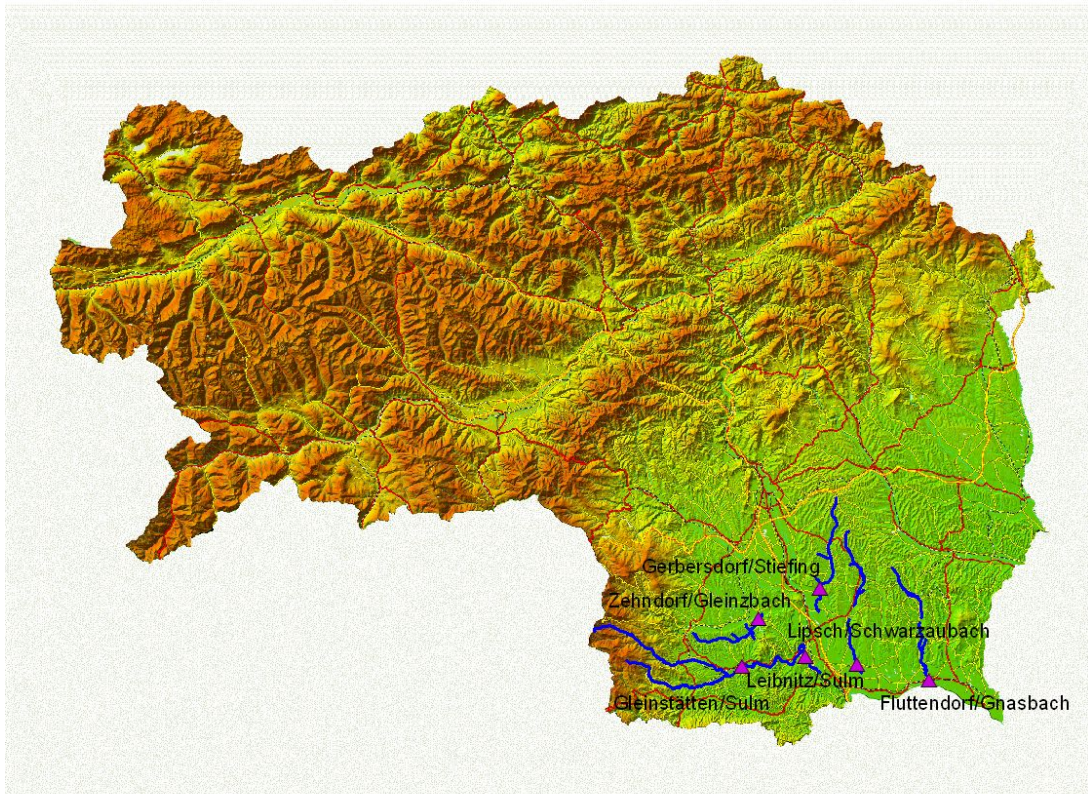 Gerbersdorf/Stiefing
Zehndorf/Gleinzbach
Lipsch/Schwarzaubach
Leibnitz/Sulm
Gleinstätten/Sulm
Fluttendorf/Gnasbach